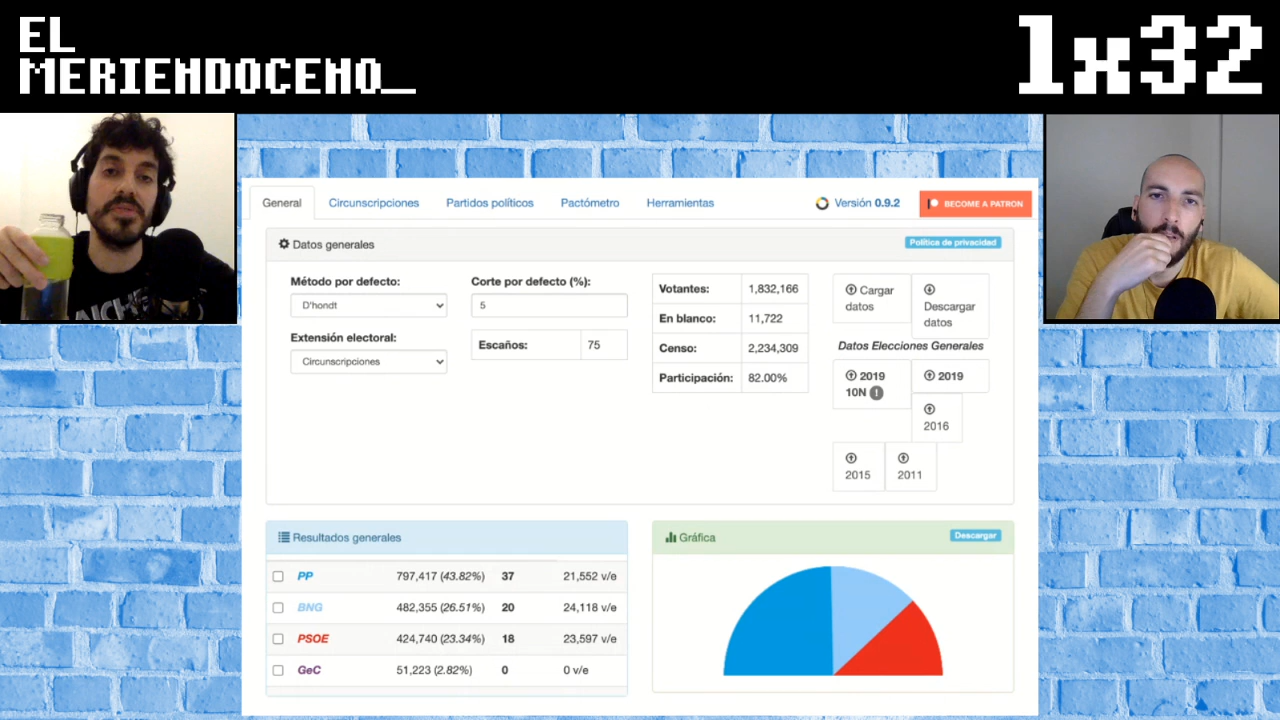 EL
MERIENDOCENO_
1x32
General
Circunscripciones
Partidos políticos
Pactómetro
Herramientas
Versión 0.9.2
BECOME A PATRON
Datos generales
Política de privacidad
Método por defecto:
D'hondt
Extensión electoral:
Circunscripciones
Corte por defecto (%):
5
Escaños: 75
Votantes: 1,832,166
En blanco: 11,722
Censo: 2,234,309
Participación: 82.00%
Cargar
datos
Descargar
datos
Datos Elecciones Generales
2019
10N
2019
2016
2015
2011
Resultados generales
PP 797,417 (43.82%) 37 21,552 v/e
BNG 482,355 (26.51%) 20 24,118 v/e
PSOE 424,740 (23.34%) 18 23,597 v/e
GeC 51,223 (2.82%) 0 0 v/e
Gráfica
Descargar